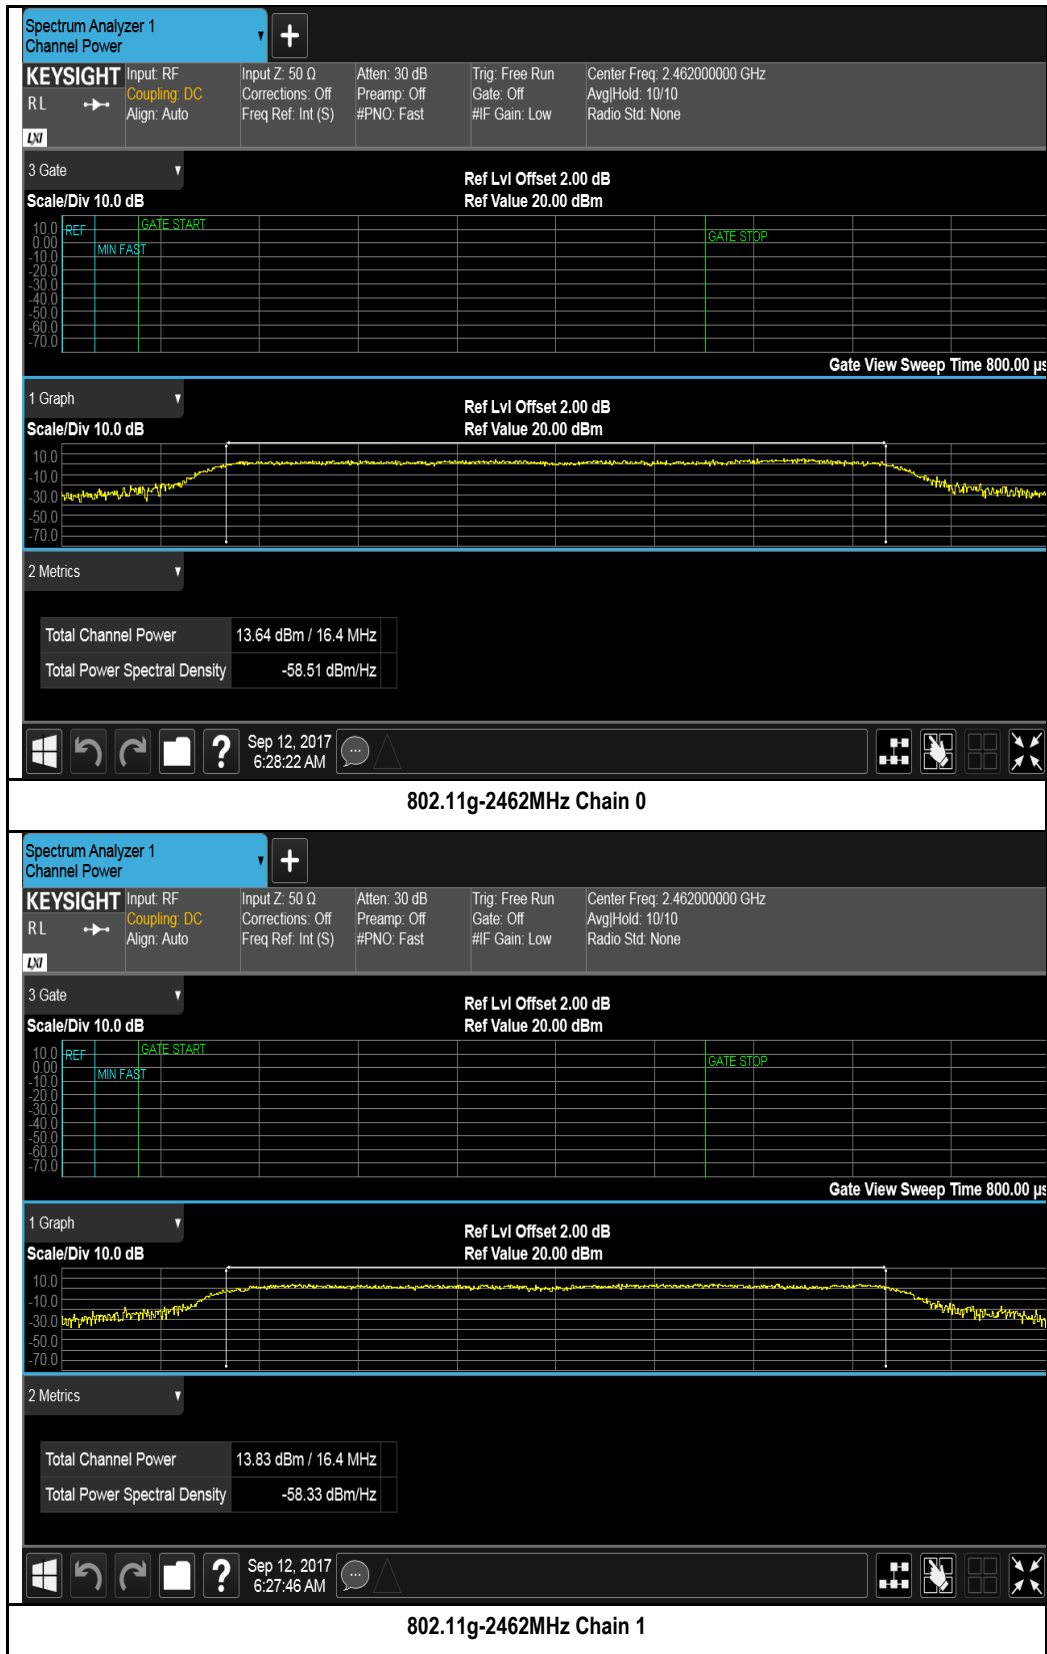 Spectrum Analyzer 1
Channel Power
+
KEYSIGHT
RL
LXI
Input: RF
Coupling: DC
Align: Auto
Input Z: 50 Ω
Corrections: Off
Freq Ref: Int (S)
Atten: 30 dB
Preamp: Off
#PNO: Fast
Trig: Free Run
Gate: Off
#IF Gain: Low
Center Freq: 2.462000000 GHz
Avg|Hold: 10/10
Radio Std: None
3 Gate
Scale/Div 10.0 dB
Ref Lvl Offset 2.00 dB
Ref Value 20.00 dBm
10.0
0.00
-10.0
-20.0
-30.0
-40.0
-50.0
-60.0
-70.0
REF
MIN FAST
GATE START
GATE STOP
Gate View Sweep Time 800.00 µs
1 Graph
Scale/Div 10.0 dB
Ref Lvl Offset 2.00 dB
Ref Value 20.00 dBm
10.0
-10.0
-30.0
-50.0
-70.0
2 Metrics
Total Channel Power 13.64 dBm / 16.4 MHz
Total Power Spectral Density -58.51 dBm/Hz
?
Sep 12, 2017
6:28:22 AM
802.11g-2462MHz Chain 0
Spectrum Analyzer 1
Channel Power
+
KEYSIGHT
RL
LXI
Input: RF
Coupling: DC
Align: Auto
Input Z: 50 Ω
Corrections: Off
Freq Ref: Int (S)
Atten: 30 dB
Preamp: Off
#PNO: Fast
Trig: Free Run
Gate: Off
#IF Gain: Low
Center Freq: 2.462000000 GHz
Avg|Hold: 10/10
Radio Std: None
3 Gate
Scale/Div 10.0 dB
Ref Lvl Offset 2.00 dB
Ref Value 20.00 dBm
10.0
0.00
-10.0
-20.0
-30.0
-40.0
-50.0
-60.0
-70.0
REF
MIN FAST
GATE START
GATE STOP
Gate View Sweep Time 800.00 µs
1 Graph
Scale/Div 10.0 dB
Ref Lvl Offset 2.00 dB
Ref Value 20.00 dBm
10.0
-10.0
-30.0
-50.0
-70.0
2 Metrics
Total Channel Power 13.83 dBm / 16.4 MHz
Total Power Spectral Density -58.33 dBm/Hz
?
Sep 12, 2017
6:27:46 AM
802.11g-2462MHz Chain 1